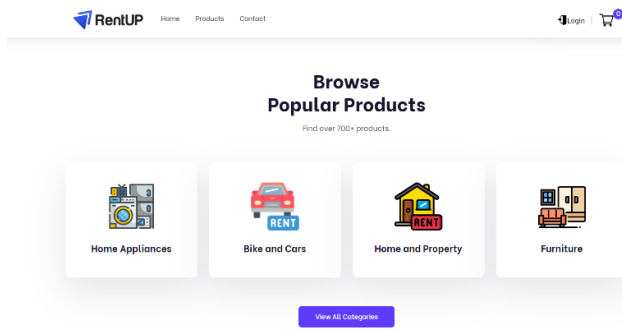 RentUP Home Products Contact Login 0
Browse
Popular Products
Find over 700+ products.
RENT RENT
Home Appliances Bike and Cars Home and Property Furniture
View All Categories